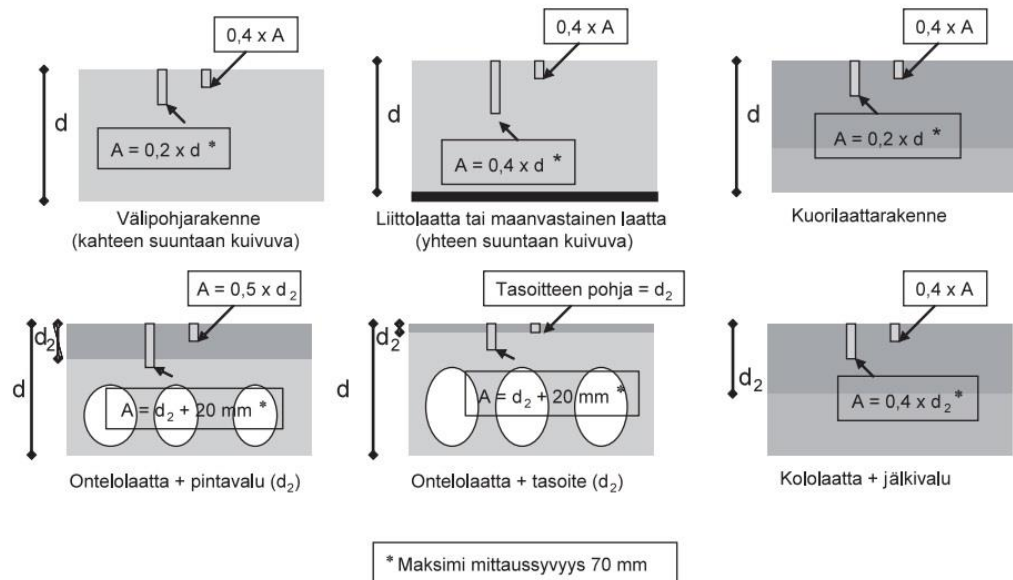 0,4 x A
d
A = 0,2 x d *
Välipohjarakenne
(kahteen suuntaan kuivuva)
0,4 x A
d
A = 0,4 x d *
Liittolaatta tai maanvastainen laatta
(yhteen suuntaan kuivuva)
0,4 x A
d
A = 0,2 x d *
Kuorilaattarakenne
A = 0,5 x d₂
d₂
d
A = d₂ + 20 mm *
Ontelolaatta + pintavalu (d₂)
Tasoitteen pohja = d₂
d₂
d
A = d₂ + 20 mm *
Ontelolaatta + tasoite (d₂)
0,4 x A
d₂
A = 0,4 x d₂*
Kololaatta + jälkivalu
* Maksimi mittaussyvyys 70 mm